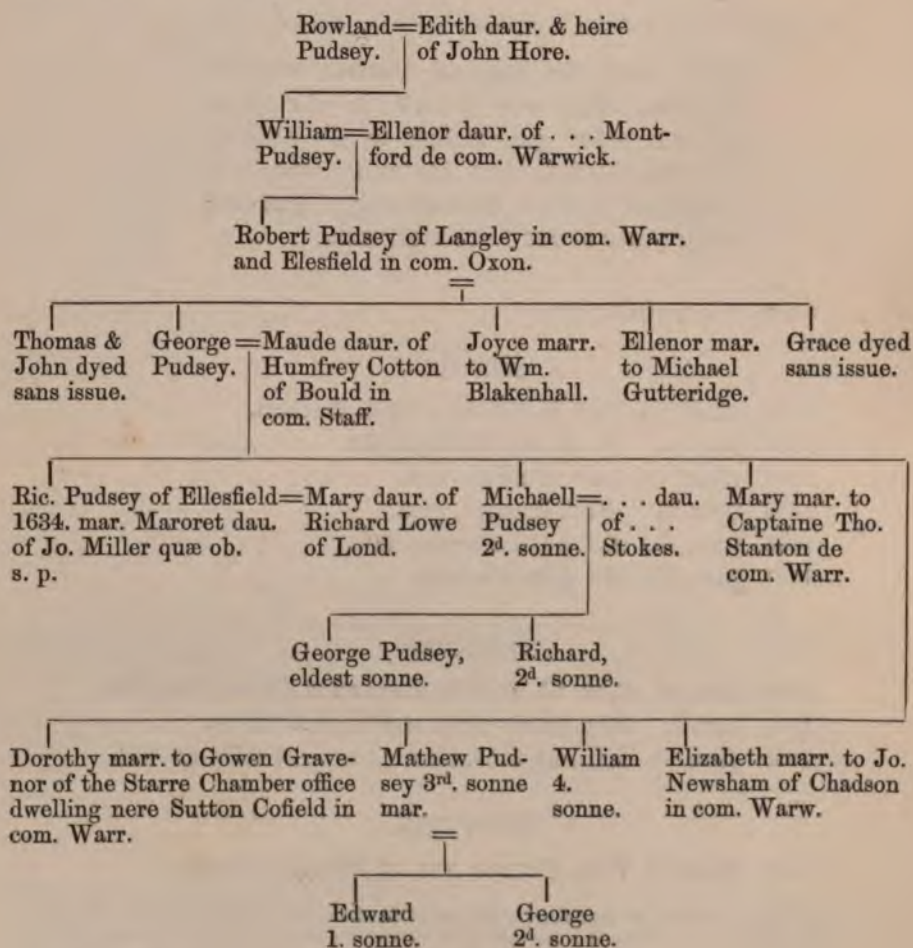 Rowland=Edith daur. & heire
Pudsey. of John Hore.
William=Ellenor daur. of . . . Mont-
Pudsey. ford de com. Warwick.
Robert Pudsey of Langley in com. Warr.
and Elesfield in com. Oxon.
=
Thomas &
John dyed
sans issue.
George=Maude daur. of
Pudsey. Humfrey Cotton
of Bould in
com. Staff.
Joyce marr.
to Wm.
Blakenhall.
Ellenor mar.
to Michael
Gutteridge.
Grace dyed
sans issue.
Ric. Pudsey of Ellesfield=Mary daur. of
1634. mar. Maroret dau. Richard Lowe
of Jo. Miller quæ ob. of Lond.
s. p.
Michaell=. . . dau.
Pudsey of . . .
2d. sonne. Stokes.
Mary mar. to
Captaine Tho.
Stanton de
com. Warr.
George Pudsey,
eldest sonne.
Richard,
2d. sonne.
Dorothy marr. to Gowen Grave-
nor of the Starre Chamber office
dwelling nere Sutton Cofield in
com. Warr.
Mathew Pud-
sey 3rd. sonne
mar.
=
William
4.
sonne.
Elizabeth marr. to Jo.
Newsham of Chadson
in com. Warw.
Edward
1. sonne.
George
2d. sonne.